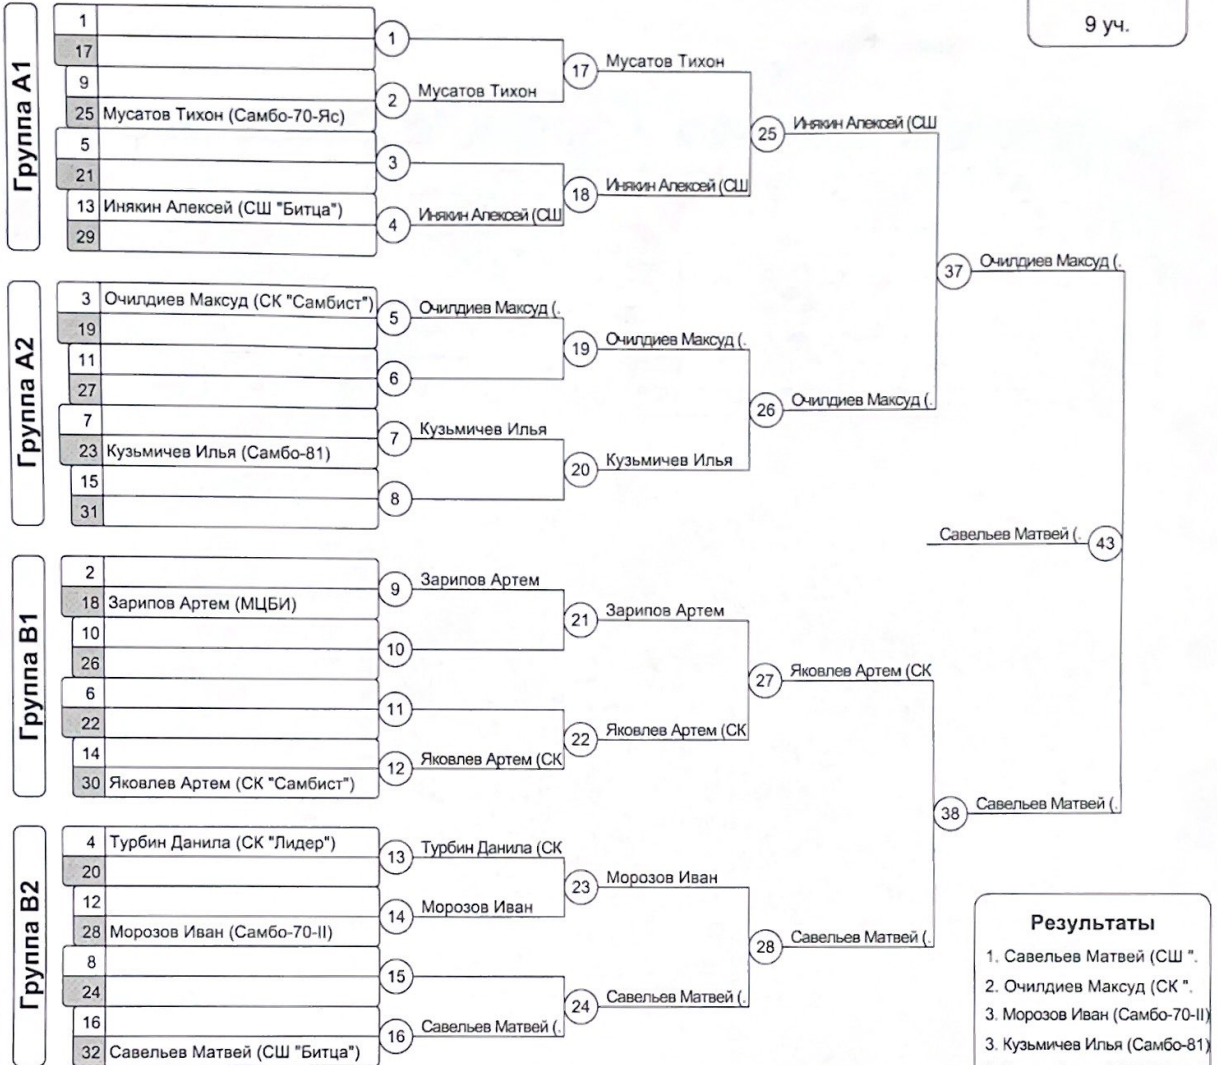 9 уч.
Группа A1
1
17
9
25 Мусатов Тихон (Самбо-70-Яс)
5
21
13 Инякин Алексей (СШ "Битца")
29
1
2 Мусатов Тихон
3
4 Инякин Алексей (СШ
17 Мусатов Тихон
18 Инякин Алексей (СШ
25 Инякин Алексей (СШ
Группа A2
3 Очилдиев Максуд (СК "Самбист")
19
11
27
7
23 Кузьмичев Илья (Самбо-81)
15
31
5 Очилдиев Максуд (.
6
7 Кузьмичев Илья
8
19 Очилдиев Максуд (.
20 Кузьмичев Илья
26 Очилдиев Максуд (.
37 Очилдиев Максуд (.
Савельев Матвей (. 43
Группа B1
2
18 Зарипов Артем (МЦБИ)
10
26
6
22
14
30 Яковлев Артем (СК "Самбист")
9 Зарипов Артем
10
11
12 Яковлев Артем (СК
21 Зарипов Артем
22 Яковлев Артем (СК
27 Яковлев Артем (СК
38 Савельев Матвей (.
Группа B2
4 Турбин Данила (СК "Лидер")
20
12
28 Морозов Иван (Самбо-70-II)
8
24
16
32 Савельев Матвей (СШ "Битца")
13 Турбин Данила (СК
14 Морозов Иван
15
16 Савельев Матвей (.
23 Морозов Иван
24 Савельев Матвей (.
28 Савельев Матвей (.
Результаты
1. Савельев Матвей (СШ ".
2. Очилдиев Максуд (СК ".
3. Морозов Иван (Самбо-70-II)
3. Кузьмичев Илья (Самбо-81)